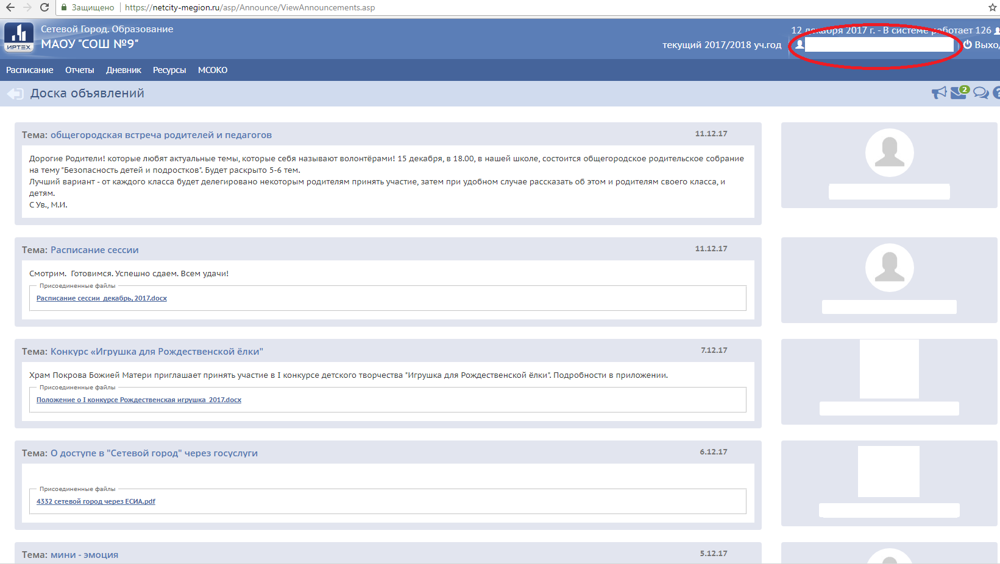 Защищено https://netcity-megion.ru/asp/Announce/ViewAnnouncements.asp
ИРТЕХ
Сетевой Город. Образование
МАОУ "СОШ №9"
12 декабря 2017 г. - В системе работает 126
текущий 2017/2018 уч.год
Расписание Отчеты Дневник Ресурсы МСОКО
Доска объявлений
2
Тема: общегородская встреча родителей и педагогов 11.12.17
Дорогие Родители! которые любят актуальные темы, которые себя называют волонтёрами! 15 декабря, в 18.00, в нашей школе, состоится общегородское родительское собрание
на тему "Безопасность детей и подростков". Будет раскрыто 5-6 тем.
Лучший вариант - от каждого класса будет делегировано некоторым родителям принять участие, затем при удобном случае рассказать об этом и родителям своего класса, и
детям.
С Ув., М.И.
Тема: Расписание сессии 11.12.17
Смотрим. Готовимся. Успешно сдаем. Всем удачи!
Присоединенные файлы
Расписание сессии_декабрь, 2017.docx
Тема: Конкурс «Игрушка для Рождественской ёлки" 7.12.17
Храм Покрова Божией Матери приглашает принять участие в I конкурсе детского творчества "Игрушка для Рождественской ёлки". Подробности в приложении.
Присоединенные файлы
Положение о I конкурсе Рождественская игрушка_2017.docx
Тема: О доступе в "Сетевой город" через госуслуги 6.12.17
Присоединенные файлы
4332 сетевой город через ЕСИА.pdf
Тема: мини - эмоция 5.12.17